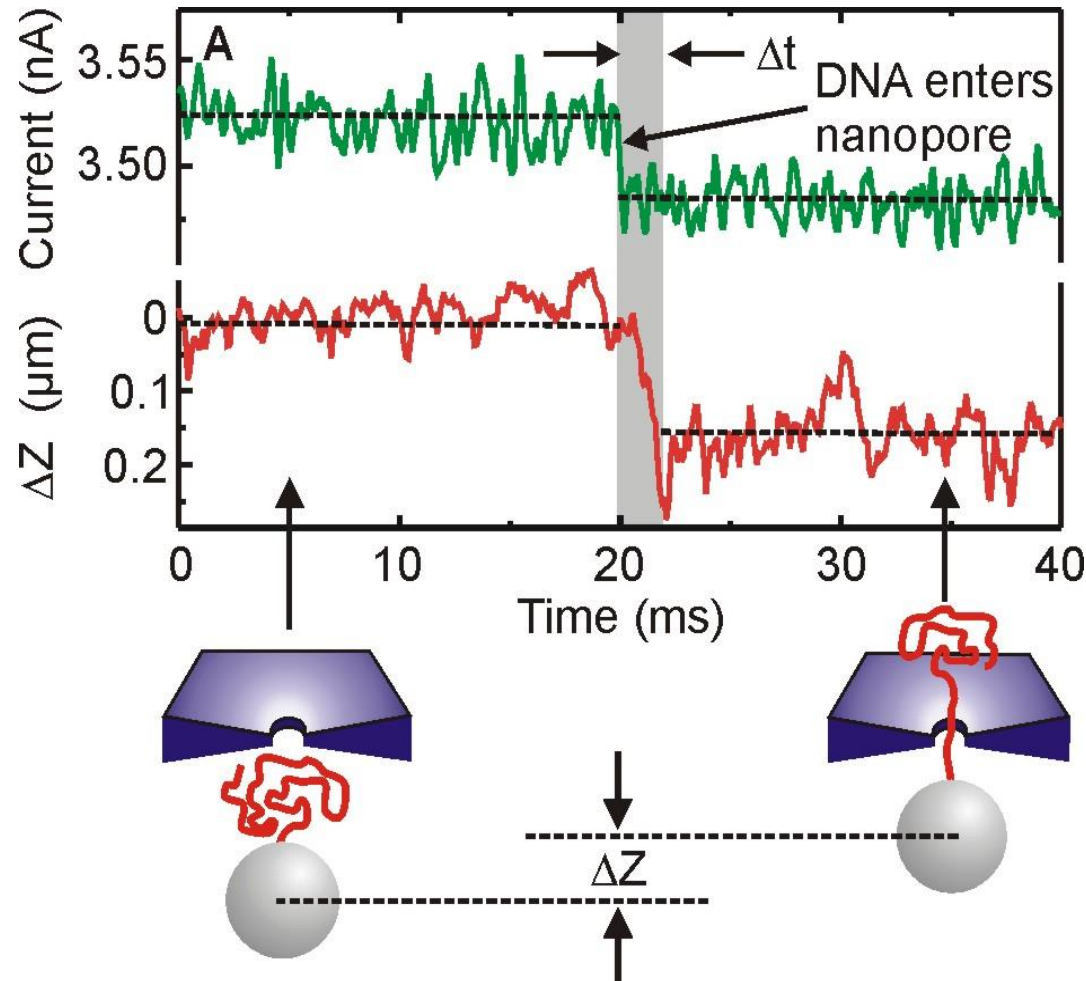 A
Current (nA)
3.55
3.50
Δt
DNA enters
nanopore
ΔZ (μm)
0
0.1
0.2
0
10
20
30
40
Time (ms)
ΔZ